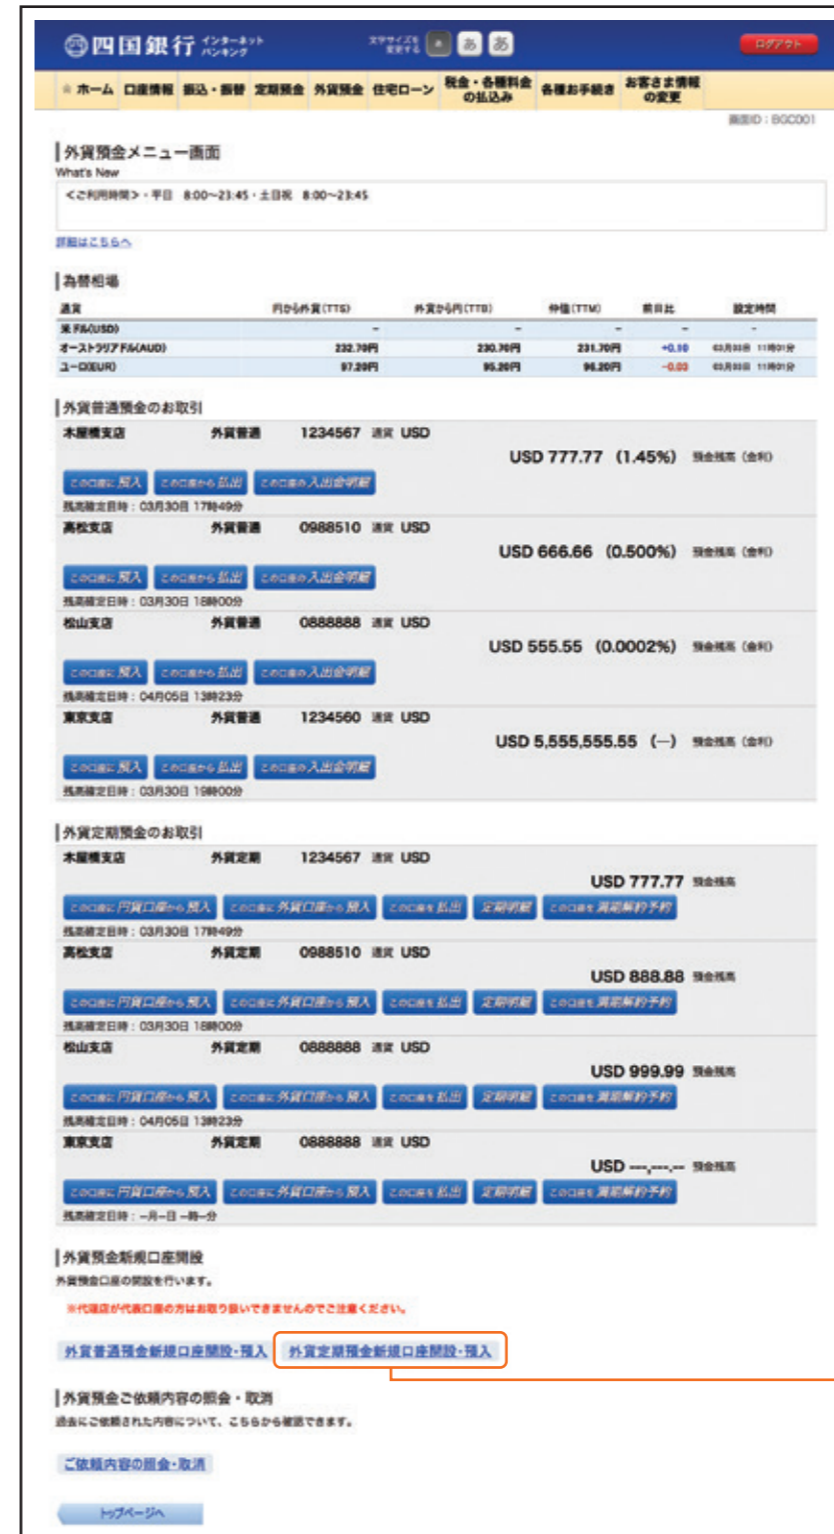 四国銀行 インターネットバンキング 文字サイズを変更する あ あ あ ログアウト
ホーム 口座情報 振込・振替 定期預金 外貨預金 住宅ローン 税金・各種料金の払込み 各種お手続き お客さま情報の変更
画面ID:BGC001
外貨預金メニュー画面
What's New
<ご利用時間>・平日 8:00~23:45・土日祝 8:00~23:45
詳細はこちらへ
為替相場
通貨 円から外貨(TTS) 外貨から円(TTB) 仲値(TTM) 前日比 設定時間
米ドル(USD) - - - - -
オーストラリアドル(AUD) 232.70円 230.70円 231.70円 +0.10 03月03日 11時01分
ユーロ(EUR) 97.20円 95.20円 96.20円 -0.03 03月03日 11時01分
外貨普通預金のお取引
木屋橋支店 外貨普通 1234567 通貨 USD
USD 777.77 (1.45%) 預金残高(金利)
この口座に預入 この口座から払出 この口座の入出金明細
残高確定日時:03月30日 17時49分
高松支店 外貨普通 0988510 通貨 USD
USD 666.66 (0.500%) 預金残高(金利)
この口座に預入 この口座から払出 この口座の入出金明細
残高確定日時:03月30日 18時00分
松山支店 外貨普通 0888888 通貨 USD
USD 555.55 (0.0002%) 預金残高(金利)
この口座に預入 この口座から払出 この口座の入出金明細
残高確定日時:04月05日 13時23分
東京支店 外貨普通 1234560 通貨 USD
USD 5,555,555.55 (—) 預金残高(金利)
この口座に預入 この口座から払出 この口座の入出金明細
残高確定日時:03月30日 19時00分
外貨定期預金のお取引
木屋橋支店 外貨定期 1234567 通貨 USD
USD 777.77 預金残高
この口座に円貨口座から預入 この口座に外貨口座から預入 この口座を払出 定期明細 この口座を満期解約予約
残高確定日時:03月30日 17時49分
高松支店 外貨定期 0988510 通貨 USD
USD 888.88 預金残高
この口座に円貨口座から預入 この口座に外貨口座から預入 この口座を払出 定期明細 この口座を満期解約予約
残高確定日時:03月30日 18時00分
松山支店 外貨定期 0888888 通貨 USD
USD 999.99 預金残高
この口座に円貨口座から預入 この口座に外貨口座から預入 この口座を払出 定期明細 この口座を満期解約予約
残高確定日時:04月05日 13時23分
東京支店 外貨定期 0888888 通貨 USD
USD ---,---.-- 預金残高
この口座に円貨口座から預入 この口座に外貨口座から預入 この口座を払出 定期明細 この口座を満期解約予約
残高確定日時:-月-日 -時-分
外貨預金新規口座開設
外貨預金口座の開設を行います。
※代理店が代表口座の方はお取り扱いできませんのでご注意ください。
外貨普通預金新規口座開設・預入 外貨定期預金新規口座開設・預入
外貨預金ご依頼内容の照会・取消
過去にご依頼された内容について、こちらから確認できます。
ご依頼内容の照会・取消
トップページへ